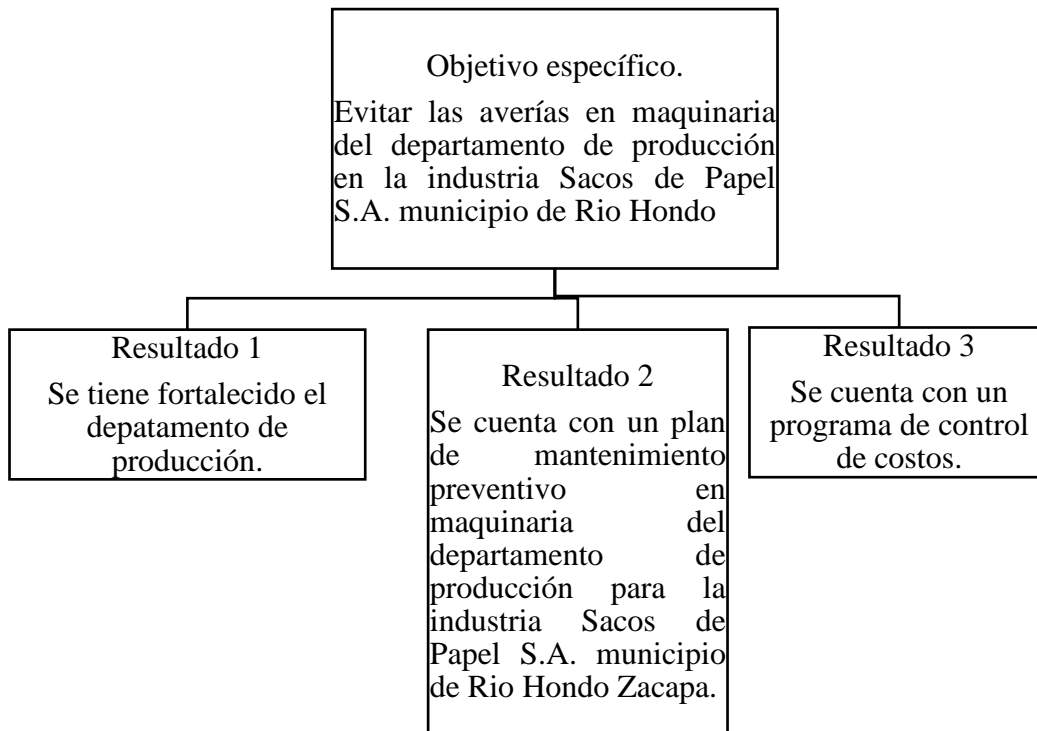 Objetivo específico.
Evitar las averías en maquinaria
del departamento de producción
en la industria Sacos de Papel
S.A. municipio de Rio Hondo
Resultado 1
Se tiene fortalecido el
depatamento de
producción.
Resultado 2
Se cuenta con un plan
de mantenimiento
preventivo en
maquinaria del
departamento de
producción para la
industria Sacos de
Papel S.A. municipio
de Rio Hondo Zacapa.
Resultado 3
Se cuenta con un
programa de control
de costos.